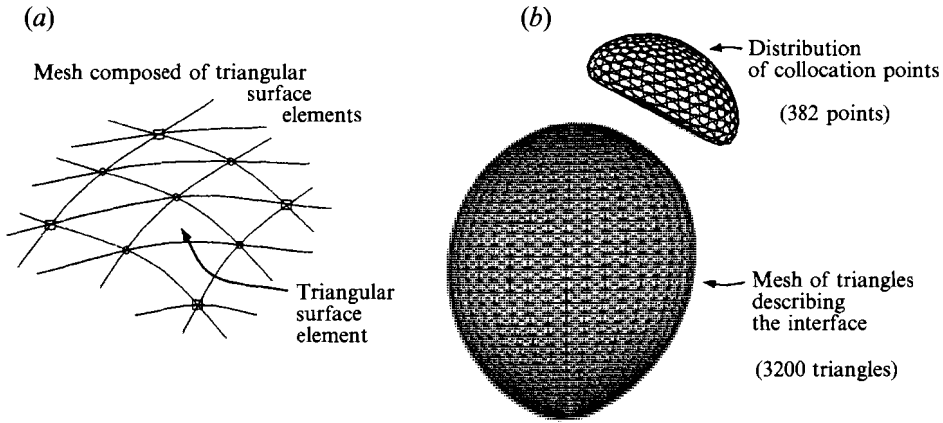 (a)
Mesh composed of triangular
surface
elements
Triangular
surface
element
(b)
Distribution
of collocation points
(382 points)
Mesh of triangles
describing
the interface
(3200 triangles)